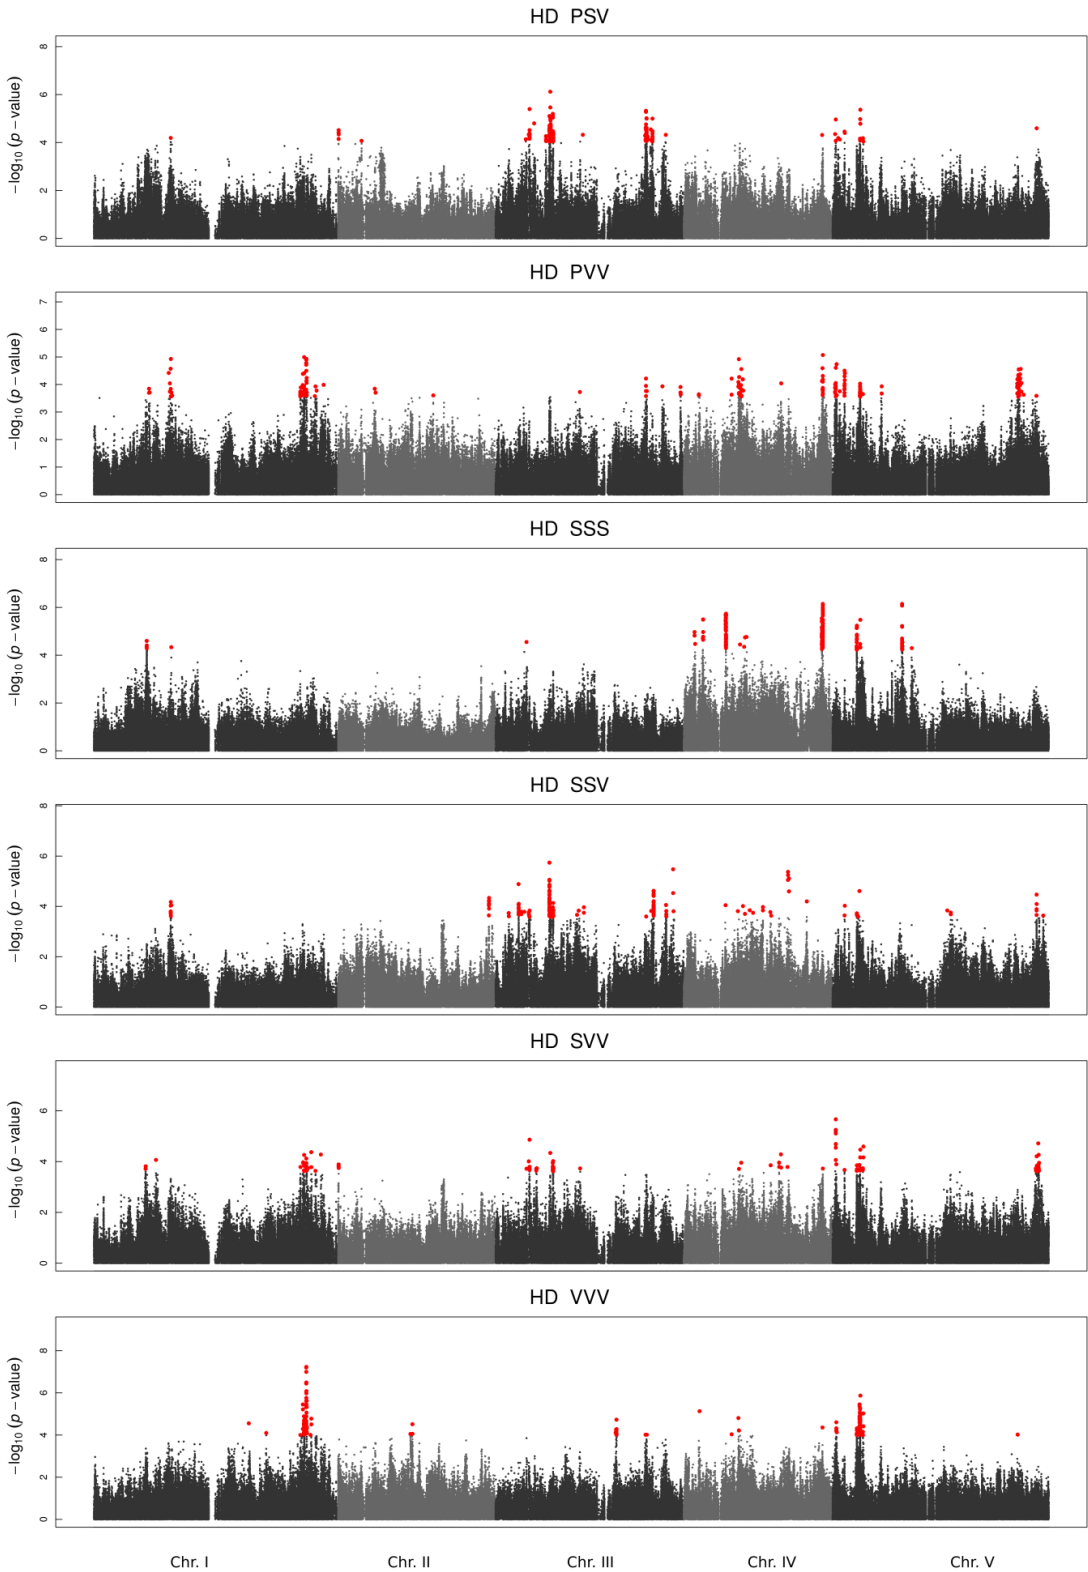 HD PSV
−log10 (p − value)
8
6
4
2
0
HD PVV
−log10 (p − value)
7
6
5
4
3
2
1
0
HD SSS
−log10 (p − value)
8
6
4
2
0
HD SSV
−log10 (p − value)
8
6
4
2
0
HD SVV
−log10 (p − value)
6
4
2
0
HD VVV
−log10 (p − value)
8
6
4
2
0
Chr. I Chr. II Chr. III Chr. IV Chr. V